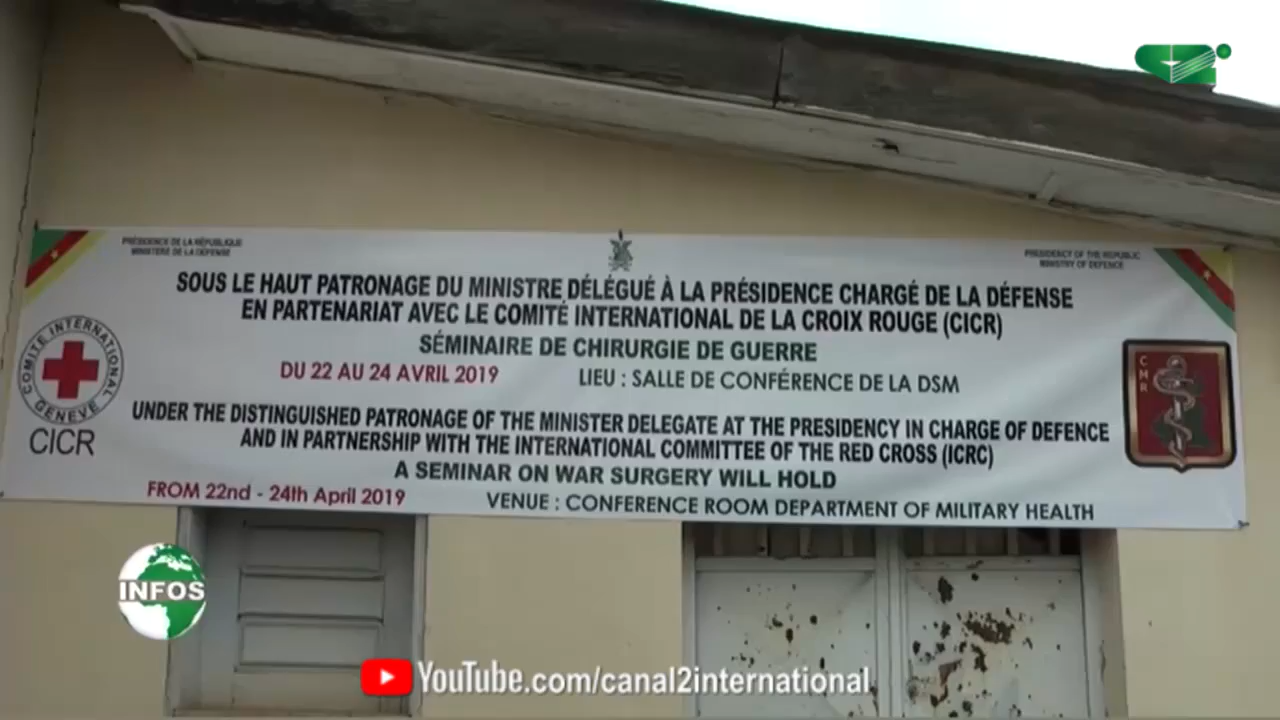 PRÉSIDENCE DE LA RÉPUBLIQUE
MINISTERE DE LA DÉFENSE
PRESIDENCY OF THE REPUBLIC
MINISTRY OF DEFENCE
SOUS LE HAUT PATRONAGE DU MINISTRE DÉLÉGUÉ À LA PRÉSIDENCE CHARGÉ DE LA DÉFENSE
EN PARTENARIAT AVEC LE COMITÉ INTERNATIONAL DE LA CROIX ROUGE (CICR)
SÉMINAIRE DE CHIRURGIE DE GUERRE
DU 22 AU 24 AVRIL 2019
LIEU : SALLE DE CONFÉRENCE DE LA DSM
COMITE INTERNATIONAL GENEVE
CICR
CMR
UNDER THE DISTINGUISHED PATRONAGE OF THE MINISTER DELEGATE AT THE PRESIDENCY IN CHARGE OF DEFENCE
AND IN PARTNERSHIP WITH THE INTERNATIONAL COMMITTEE OF THE RED CROSS (ICRC)
A SEMINAR ON WAR SURGERY WILL HOLD
FROM 22nd - 24th April 2019
VENUE : CONFERENCE ROOM DEPARTMENT OF MILITARY HEALTH
INFOS
YouTube.com/canal2international